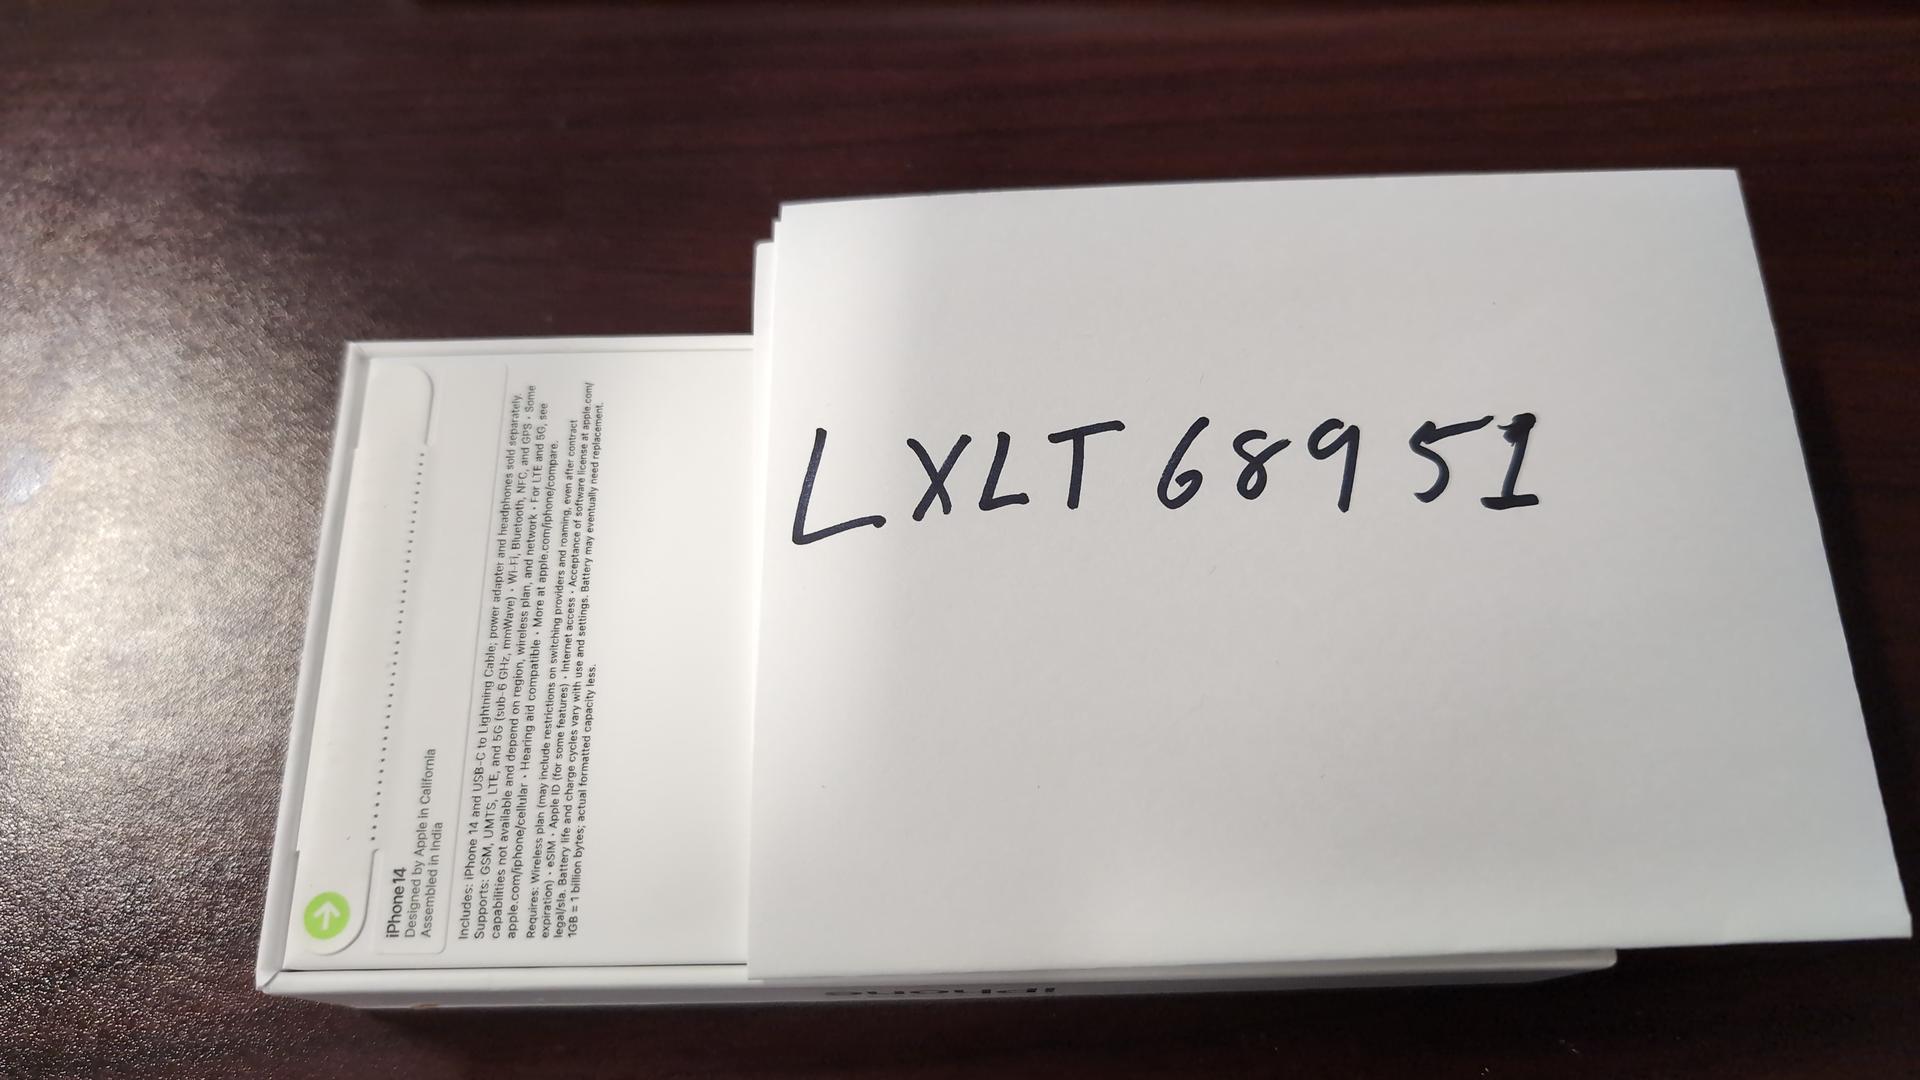 LXLT 68951
iPhone 14
Designed by Apple in California
Assembled in India
Includes: iPhone 14 and USB-C to Lightning Cable; power adapter and headphones sold separately.
Supports: GSM, UMTS, LTE, and 5G (sub-6 GHz, mmWave) • Wi-Fi, Bluetooth, NFC, and GPS • Some
capabilities not available and depend on region, wireless plan, and network • For LTE and 5G, see
apple.com/iphone/cellular • Hearing aid compatible • More at apple.com/iphone/compare.
Requires: Wireless plan (may include restrictions on switching providers and roaming, even after contract
expiration) • eSIM • Apple ID (for some features) • Internet access • Acceptance of software license at apple.com/
legal/sla. Battery life and charge cycles vary with use and settings. Battery may eventually need replacement.
1GB = 1 billion bytes; actual formatted capacity less.
iPhone